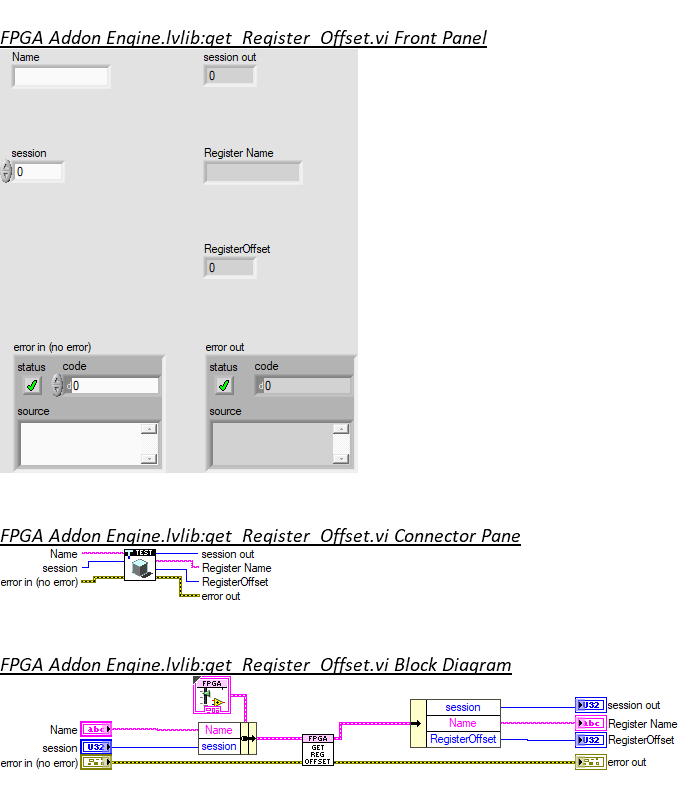 FPGA Addon Engine.lvlib:get_Register_Offset.vi Front Panel
Name
session out
0
session
Register Name
0
RegisterOffset
0
error in (no error)
error out
status code
status code
d0
d0
source
source
FPGA Addon Engine.lvlib:get_Register_Offset.vi Connector Pane
Name
TEST
session out
session
Register Name
error in (no error)
RegisterOffset
error out
FPGA Addon Engine.lvlib:get_Register_Offset.vi Block Diagram
FPGA
session
U32
session out
Name
abc
Name
Name
abc
Register Name
session
U32
session
FPGA
GET
REG
OFFSET
RegisterOffset
U32
RegisterOffset
error in (no error)
error out